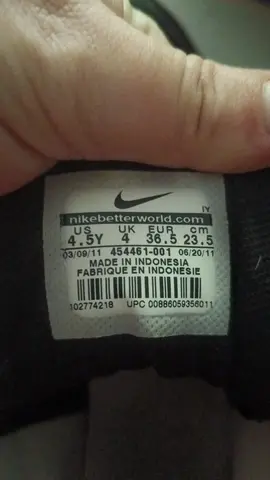 IY
nikebetterworld.com
US UK EUR cm
4.5Y 4 36.5 23.5
03/09/11 454461-001 06/20/11
MADE IN INDONESIA
FABRIQUE EN INDONESIE
102774218 UPC 00886059356011